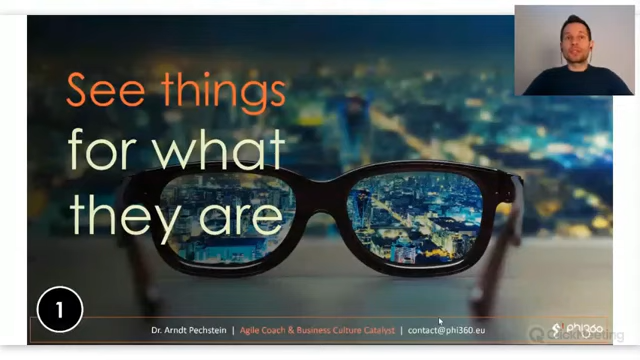 See things
for what
they are
1
Dr. Arndt Pechstein | Agile Coach & Business Culture Catalyst | contact@phi360.eu
phi360
ClickMeeting